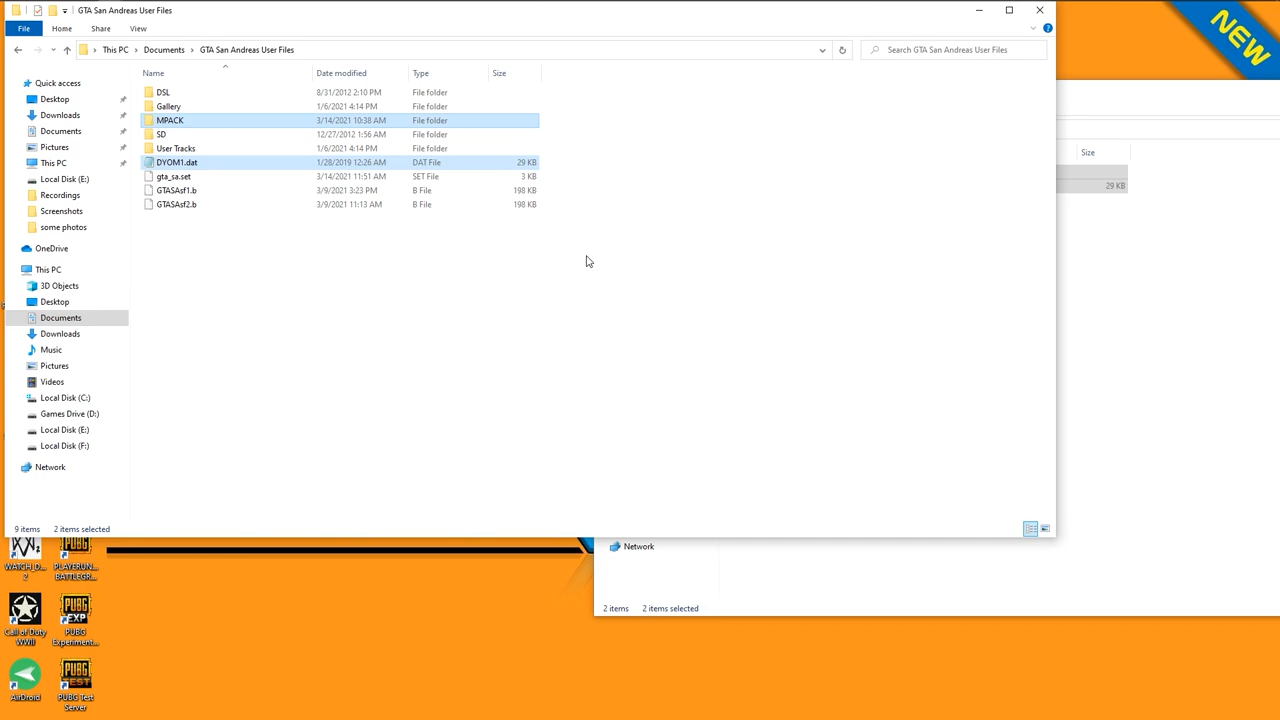 GTA San Andreas User Files
File Home Share View
This PC Documents GTA San Andreas User Files
Search GTA San Andreas User Files
Name Date modified Type Size
DSL 8/31/2012 2:10 PM File folder
Gallery 1/6/2021 4:14 PM File folder
MPACK 3/14/2021 10:38 AM File folder
SD 12/27/2012 1:56 AM File folder
User Tracks 1/6/2021 4:14 PM File folder
DYOM1.dat 1/28/2019 12:26 AM DAT File 29 KB
gta_sa.set 3/14/2021 11:51 AM SET File 3 KB
GTASAsf1.b 3/9/2021 3:23 PM B File 198 KB
GTASAsf2.b 3/9/2021 11:13 AM B File 198 KB
Quick access
Desktop
Downloads
Documents
Pictures
This PC
Local Disk (E:)
Recordings
Screenshots
some photos
OneDrive
This PC
3D Objects
Desktop
Documents
Downloads
Music
Pictures
Videos
Local Disk (C:)
Games Drive (D:)
Local Disk (E:)
Local Disk (F:)
Network
9 items 2 items selected
NEW
Size
29 KB
Network
2 items 2 items selected
WATCH_D...
2
PLAYERUN...
BATTLEGR...
Call of Duty
WWII
PUBG
EXP
PUBG
Experiment...
AirDroid
PUBG
TEST
PUBG Test
Server